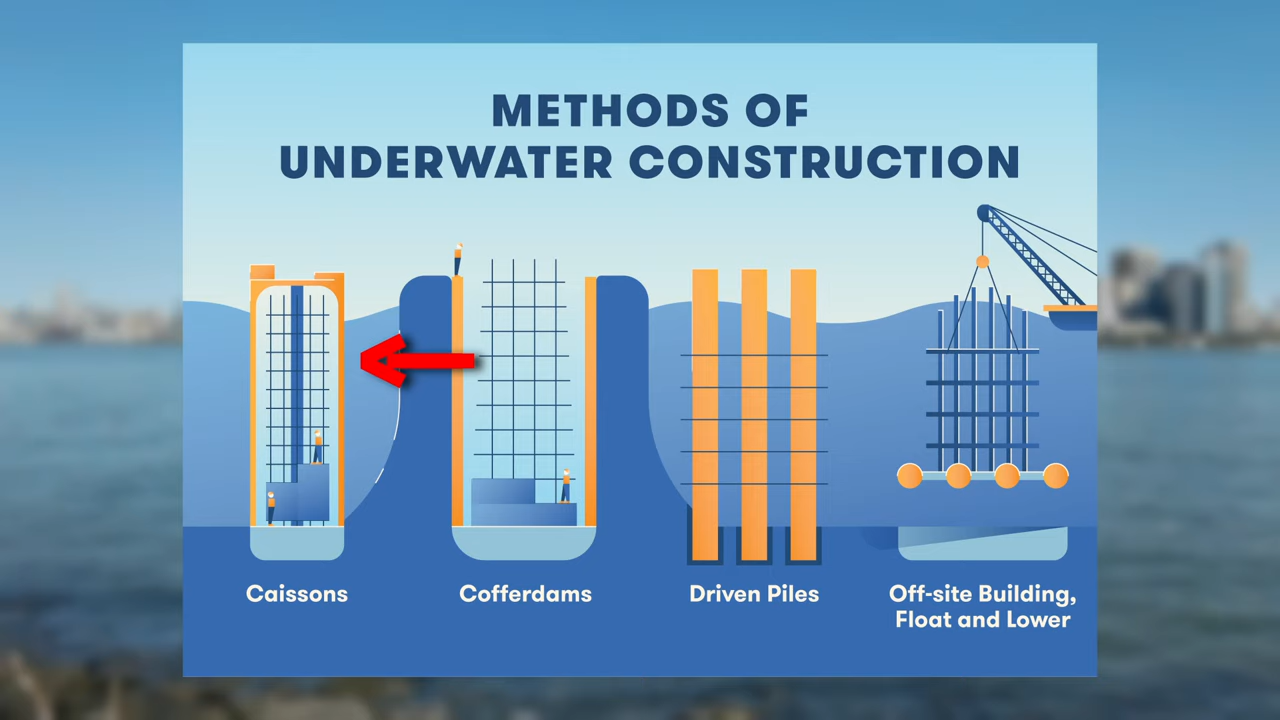 METHODS OF
UNDERWATER CONSTRUCTION
Caissons
Cofferdams
Driven Piles
Off-site Building,
Float and Lower